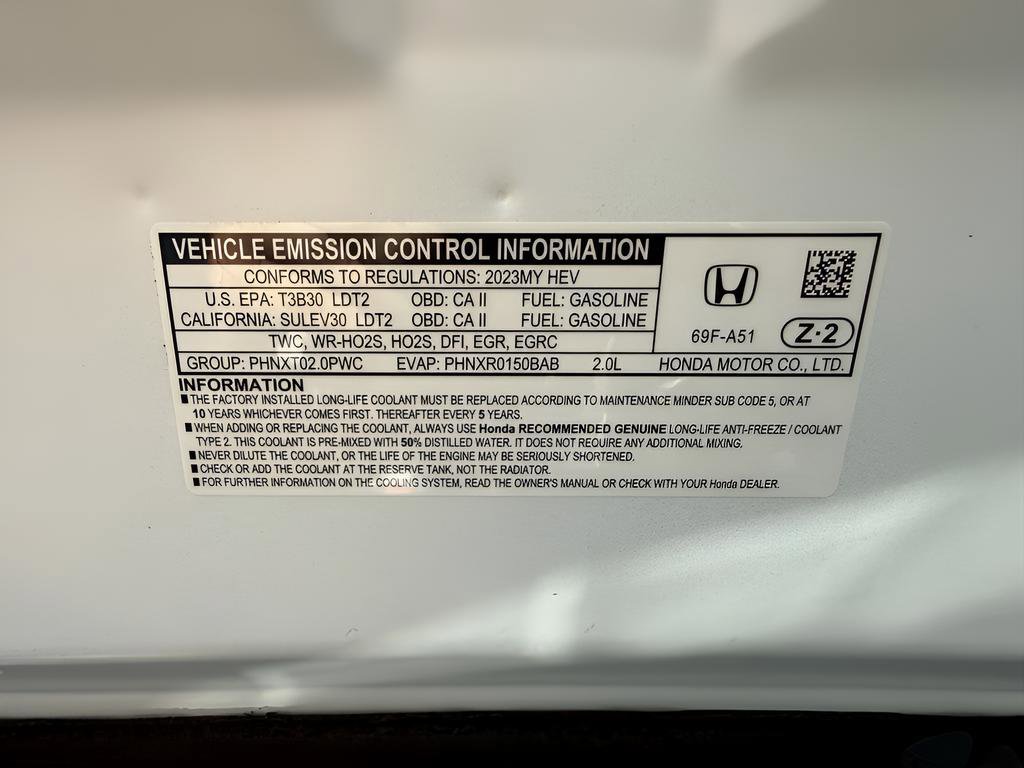 VEHICLE EMISSION CONTROL INFORMATION
CONFORMS TO REGULATIONS: 2023MY HEV
U.S. EPA: T3B30 LDT2 OBD: CA II FUEL: GASOLINE
CALIFORNIA: SULEV30 LDT2 OBD: CA II FUEL: GASOLINE
TWC, WR-HO2S, HO2S, DFI, EGR, EGRC
69F-A51
Z-2
GROUP: PHNXT02.0PWC EVAP: PHNXR0150BAB 2.0L HONDA MOTOR CO., LTD.
INFORMATION
■ THE FACTORY INSTALLED LONG-LIFE COOLANT MUST BE REPLACED ACCORDING TO MAINTENANCE MINDER SUB CODE 5, OR AT
10 YEARS WHICHEVER COMES FIRST. THEREAFTER EVERY 5 YEARS.
■ WHEN ADDING OR REPLACING THE COOLANT, ALWAYS USE Honda RECOMMENDED GENUINE LONG-LIFE ANTI-FREEZE / COOLANT
TYPE 2. THIS COOLANT IS PRE-MIXED WITH 50% DISTILLED WATER. IT DOES NOT REQUIRE ANY ADDITIONAL MIXING.
■ NEVER DILUTE THE COOLANT, OR THE LIFE OF THE ENGINE MAY BE SERIOUSLY SHORTENED.
■ CHECK OR ADD THE COOLANT AT THE RESERVE TANK, NOT THE RADIATOR.
■ FOR FURTHER INFORMATION ON THE COOLING SYSTEM, READ THE OWNER'S MANUAL OR CHECK WITH YOUR Honda DEALER.